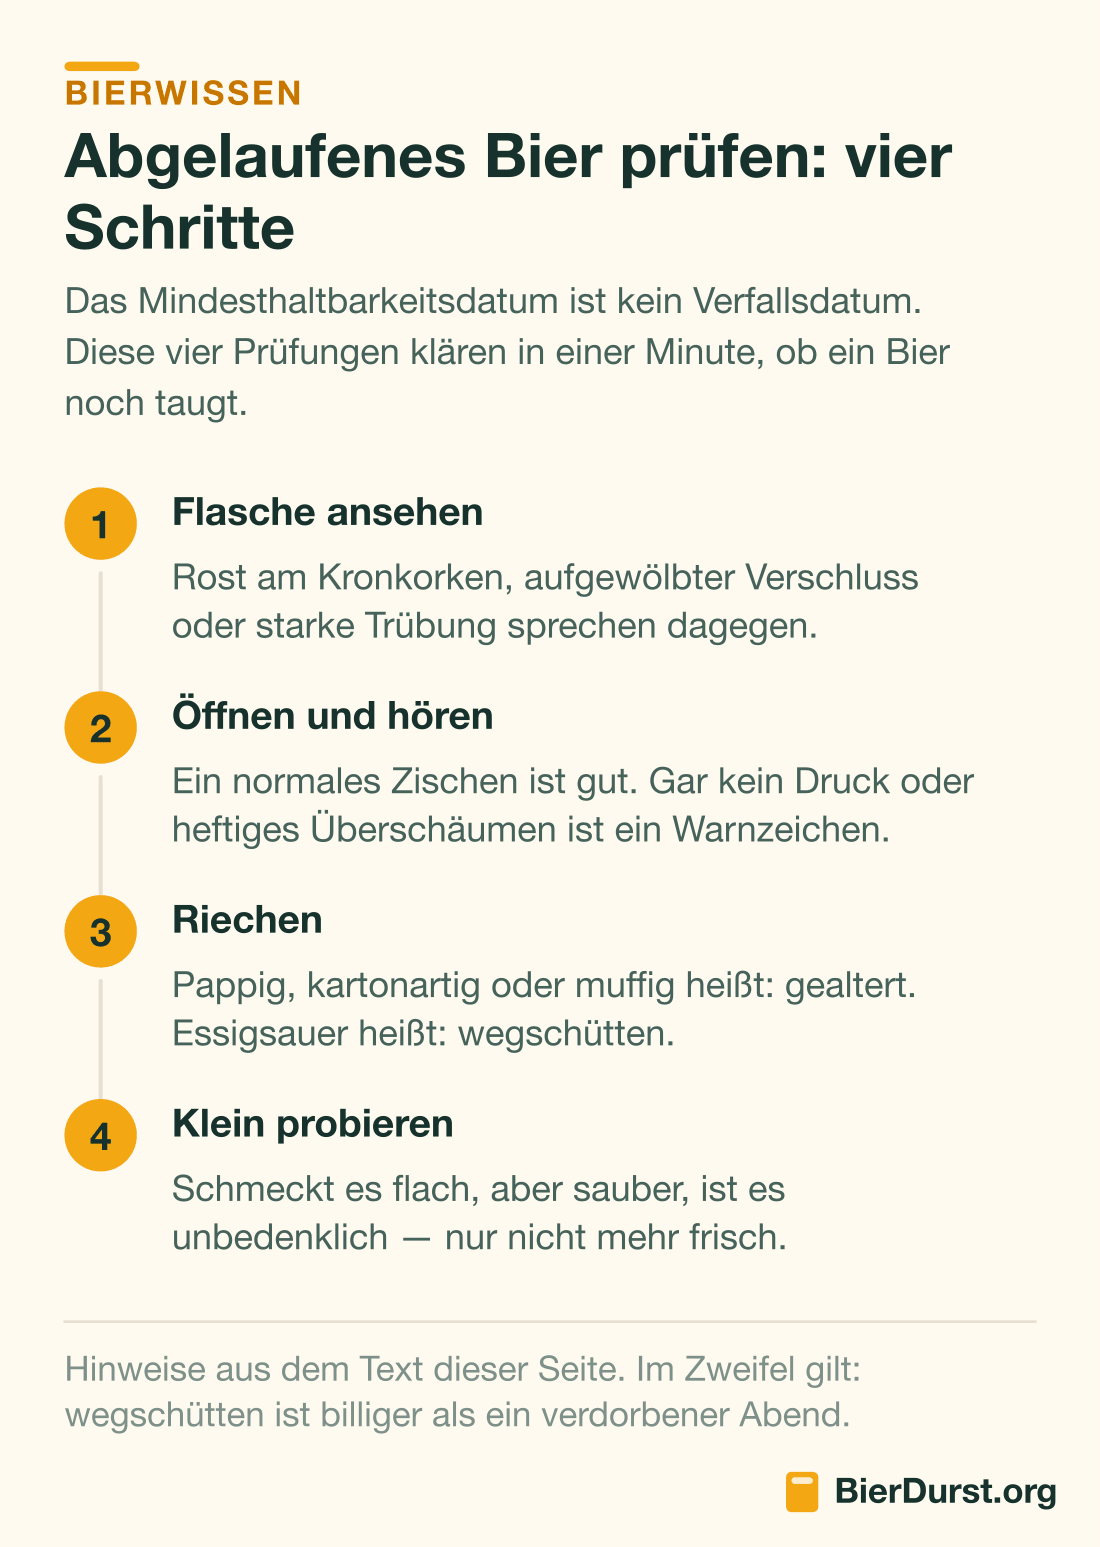 BIERWISSEN
Abgelaufenes Bier prüfen: vier
Schritte
Das Mindesthaltbarkeitsdatum ist kein Verfallsdatum.
Diese vier Prüfungen klären in einer Minute, ob ein Bier
noch taugt.
1
Flasche ansehen
Rost am Kronkorken, aufgewölbter Verschluss
oder starke Trübung sprechen dagegen.
2
Öffnen und hören
Ein normales Zischen ist gut. Gar kein Druck oder
heftiges Überschäumen ist ein Warnzeichen.
3
Riechen
Pappig, kartonartig oder muffig heißt: gealtert.
Essigsauer heißt: wegschütten.
4
Klein probieren
Schmeckt es flach, aber sauber, ist es
unbedenklich — nur nicht mehr frisch.
Hinweise aus dem Text dieser Seite. Im Zweifel gilt:
wegschütten ist billiger als ein verdorbener Abend.
BierDurst.org